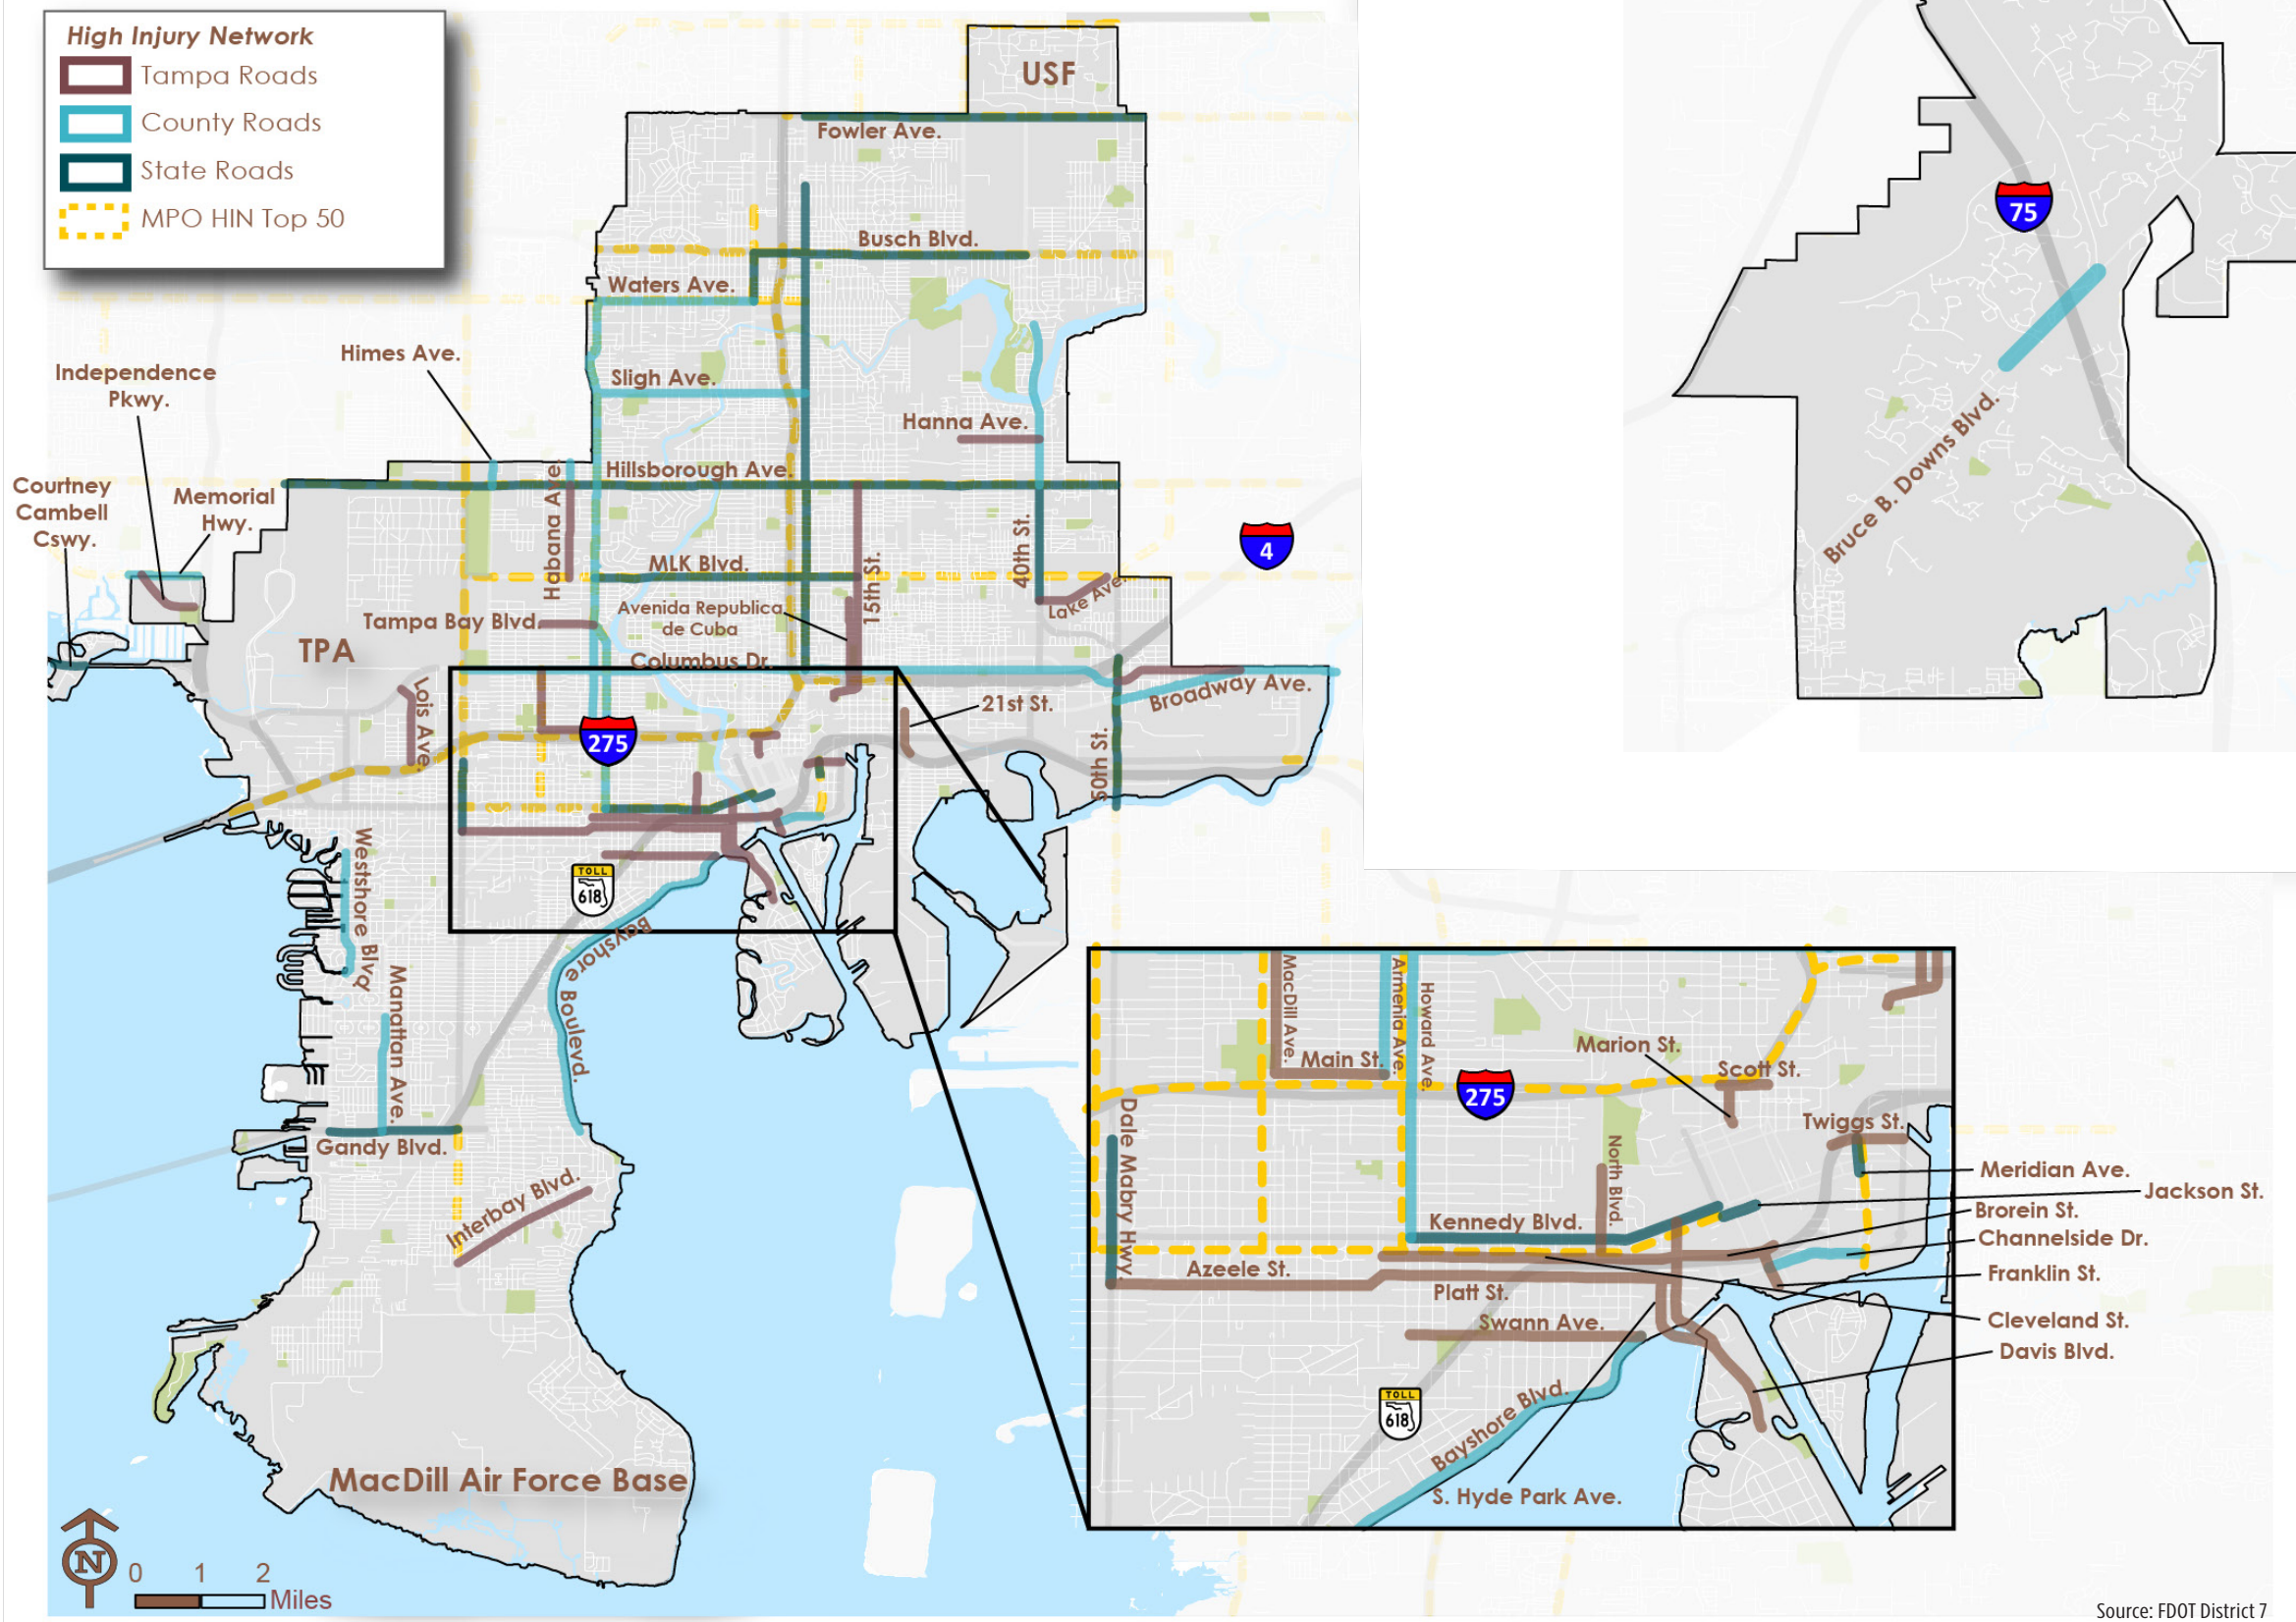 High Injury Network
Tampa Roads
County Roads
State Roads
MPO HIN Top 50
USF
Fowler Ave.
Busch Blvd.
Waters Ave.
Himes Ave.
Independence
Pkwy.
Sligh Ave.
Hanna Ave.
Hillsborough Ave.
Habana Ave.
Courtney
Cambell
Cswy.
Memorial
Hwy.
40th St.
4
MLK Blvd.
15th St.
Lake Ave.
Avenida Republica
de Cuba
Tampa Bay Blvd.
TPA
Columbus Dr.
Lois Ave.
21st St.
Broadway Ave.
275
50th St.
Westshore Blvd
TOLL
618
Bayshore Boulevd.
Manattan Ave.
Gandy Blvd.
Interbay Blvd.
MacDill Air Force Base
N
0 1 2
Miles
75
Bruce B. Downs Blvd.
MacDill Ave.
Armenia Ave.
Howard Ave.
Main St.
Marion St.
Scott St.
275
Dale Mabry Hwy.
North Blvd.
Twiggs St.
Meridian Ave.
Jackson St.
Brorein St.
Kennedy Blvd.
Channelside Dr.
Azeele St.
Franklin St.
Platt St.
Swann Ave.
Cleveland St.
Davis Blvd.
TOLL
618
Bayshore Blvd.
S. Hyde Park Ave.
Source: FDOT District 7